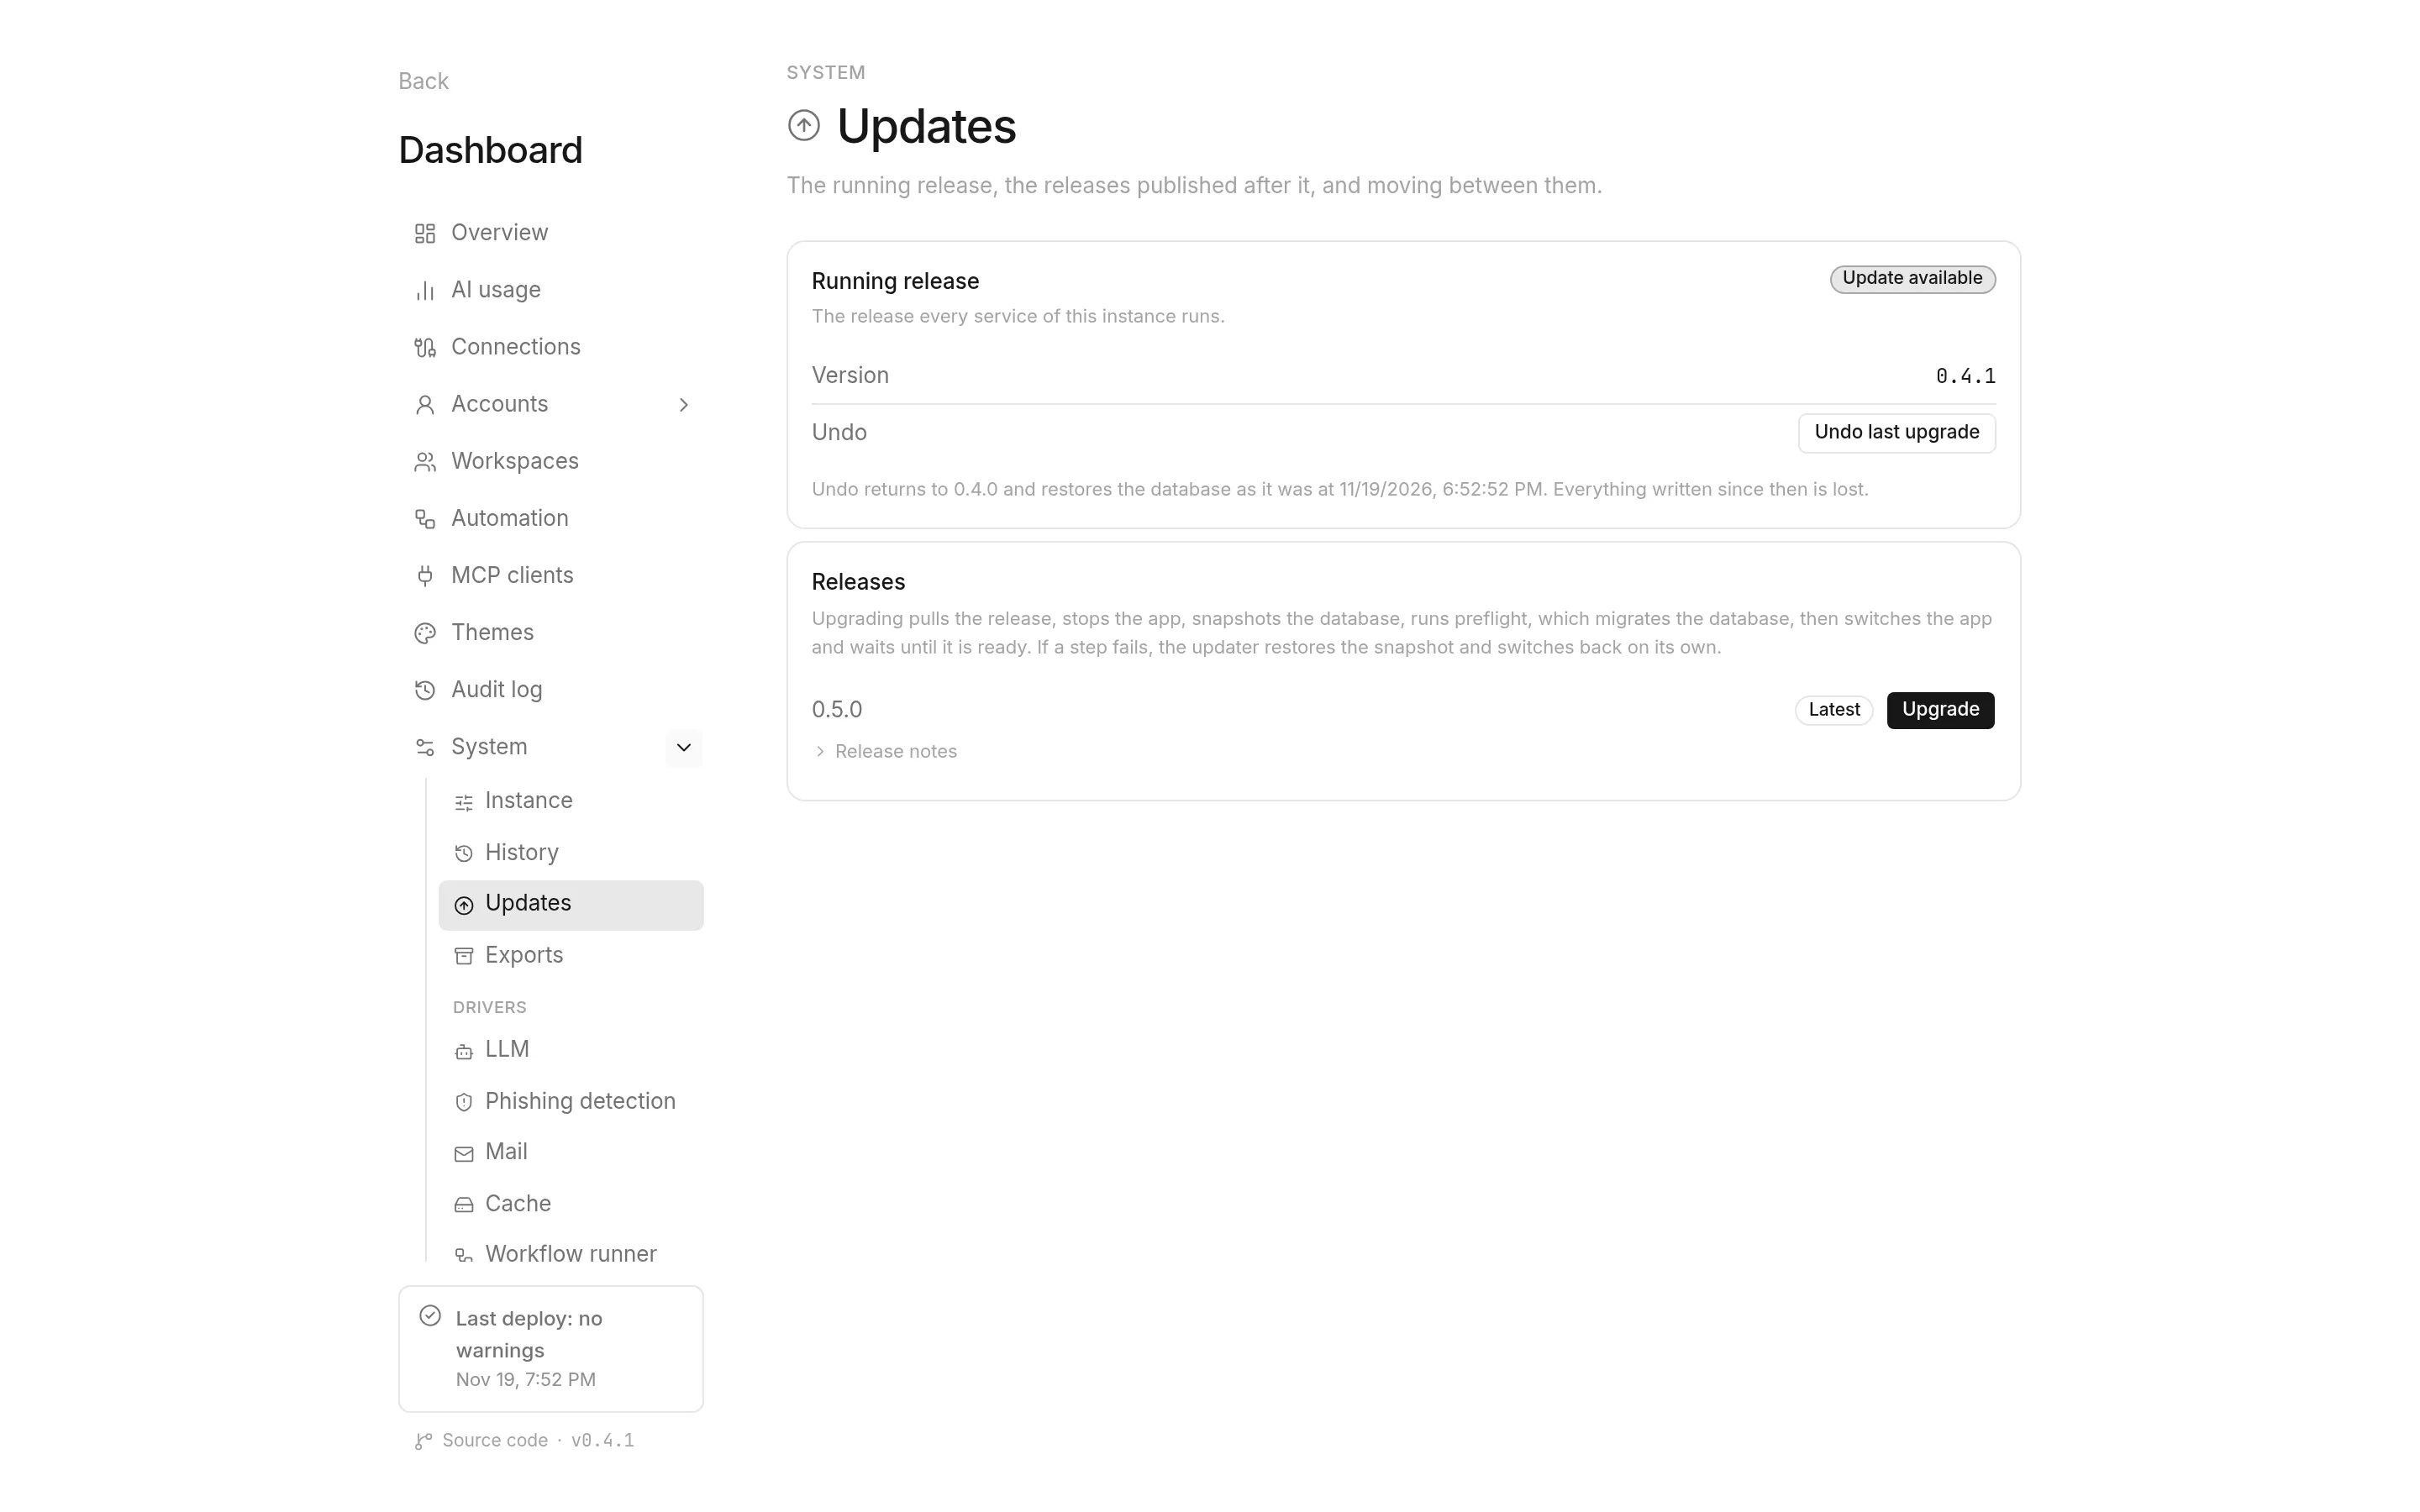 Back
Dashboard
Overview
AI usage
Connections
Accounts
Workspaces
Automation
MCP clients
Themes
Audit log
System
Instance
History
Updates
Exports
DRIVERS
LLM
Phishing detection
Mail
Cache
Workflow runner
Last deploy: no
warnings
Nov 19, 7:52 PM
Source code · v0.4.1
SYSTEM
Updates
The running release, the releases published after it, and moving between them.
Running release
Update available
The release every service of this instance runs.
Version
0.4.1
Undo
Undo last upgrade
Undo returns to 0.4.0 and restores the database as it was at 11/19/2026, 6:52:52 PM. Everything written since then is lost.
Releases
Upgrading pulls the release, stops the app, snapshots the database, runs preflight, which migrates the database, then switches the app
and waits until it is ready. If a step fails, the updater restores the snapshot and switches back on its own.
0.5.0
Latest
Upgrade
Release notes